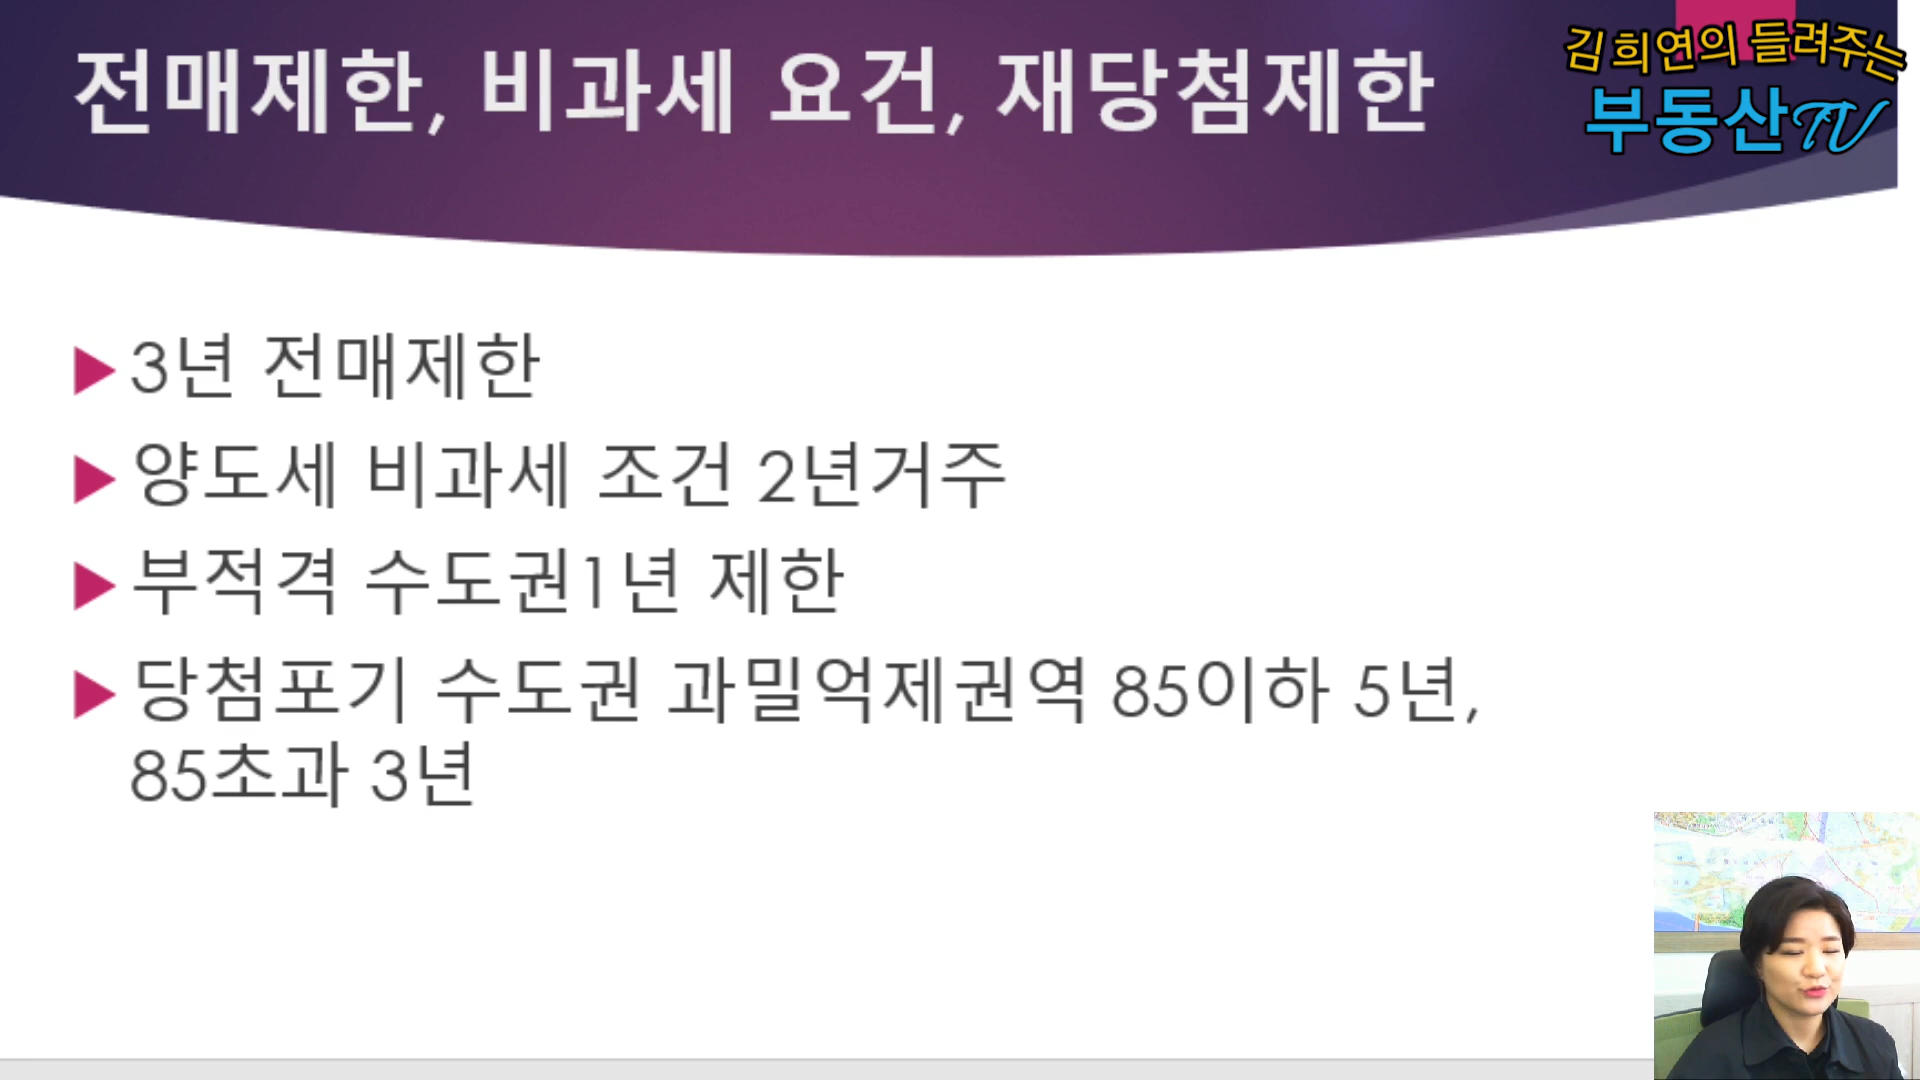 전매제한, 비과세 요건, 재당첨제한
김희연의 들려주는
부동산TV
▶3년 전매제한
▶양도세 비과세 조건 2년거주
▶부적격 수도권1년 제한
▶당첨포기 수도권 과밀억제권역 85이하 5년,
85초과 3년